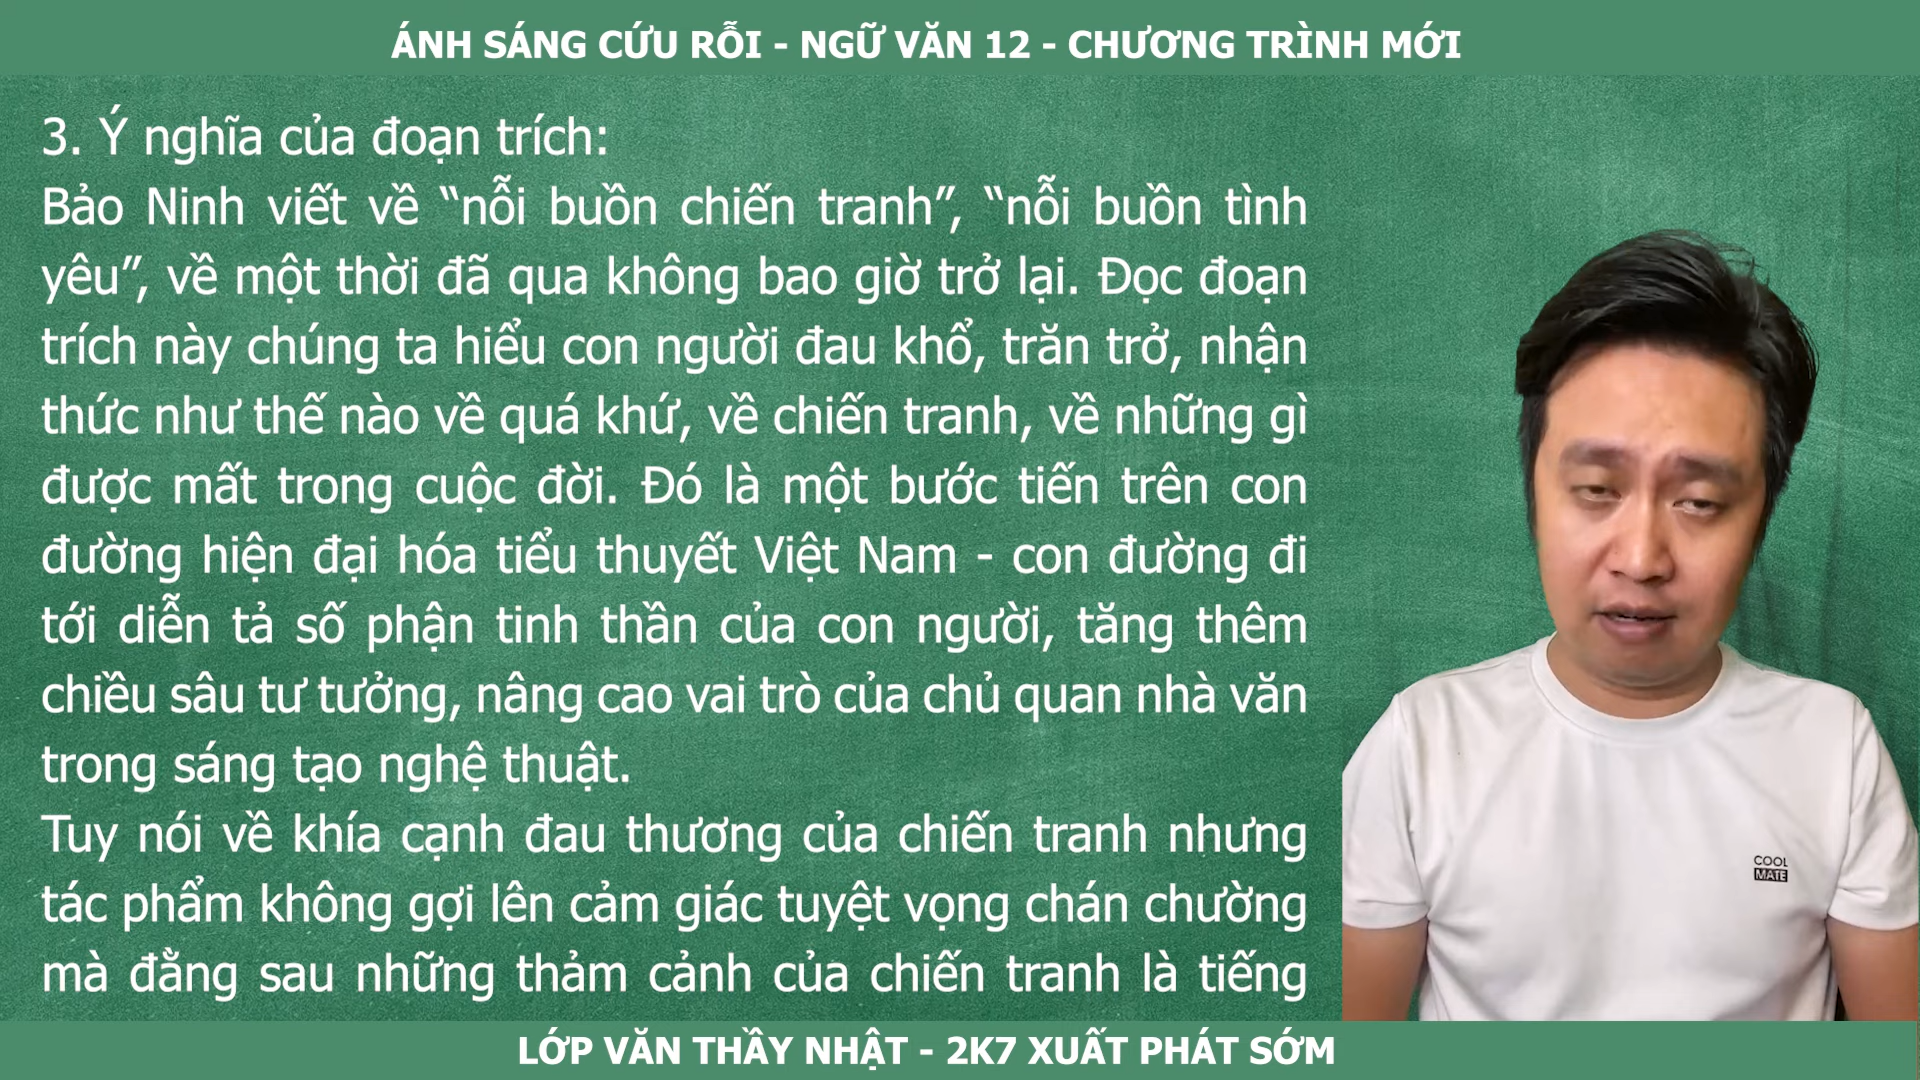 ÁNH SÁNG CỨU RỖI - NGỮ VĂN 12 - CHƯƠNG TRÌNH MỚI
3. Ý nghĩa của đoạn trích:
Bảo Ninh viết về “nỗi buồn chiến tranh”, “nỗi buồn tình
yêu”, về một thời đã qua không bao giờ trở lại. Đọc đoạn
trích này chúng ta hiểu con người đau khổ, trăn trở, nhận
thức như thế nào về quá khứ, về chiến tranh, về những gì
được mất trong cuộc đời. Đó là một bước tiến trên con
đường hiện đại hóa tiểu thuyết Việt Nam - con đường đi
tới diễn tả số phận tinh thần của con người, tăng thêm
chiều sâu tư tưởng, nâng cao vai trò của chủ quan nhà văn
trong sáng tạo nghệ thuật.
Tuy nói về khía cạnh đau thương của chiến tranh nhưng
tác phẩm không gợi lên cảm giác tuyệt vọng chán chường
mà đằng sau những thảm cảnh của chiến tranh là tiếng
COOL
MATE
LỚP VĂN THẦY NHẬT - 2K7 XUẤT PHÁT SỚM